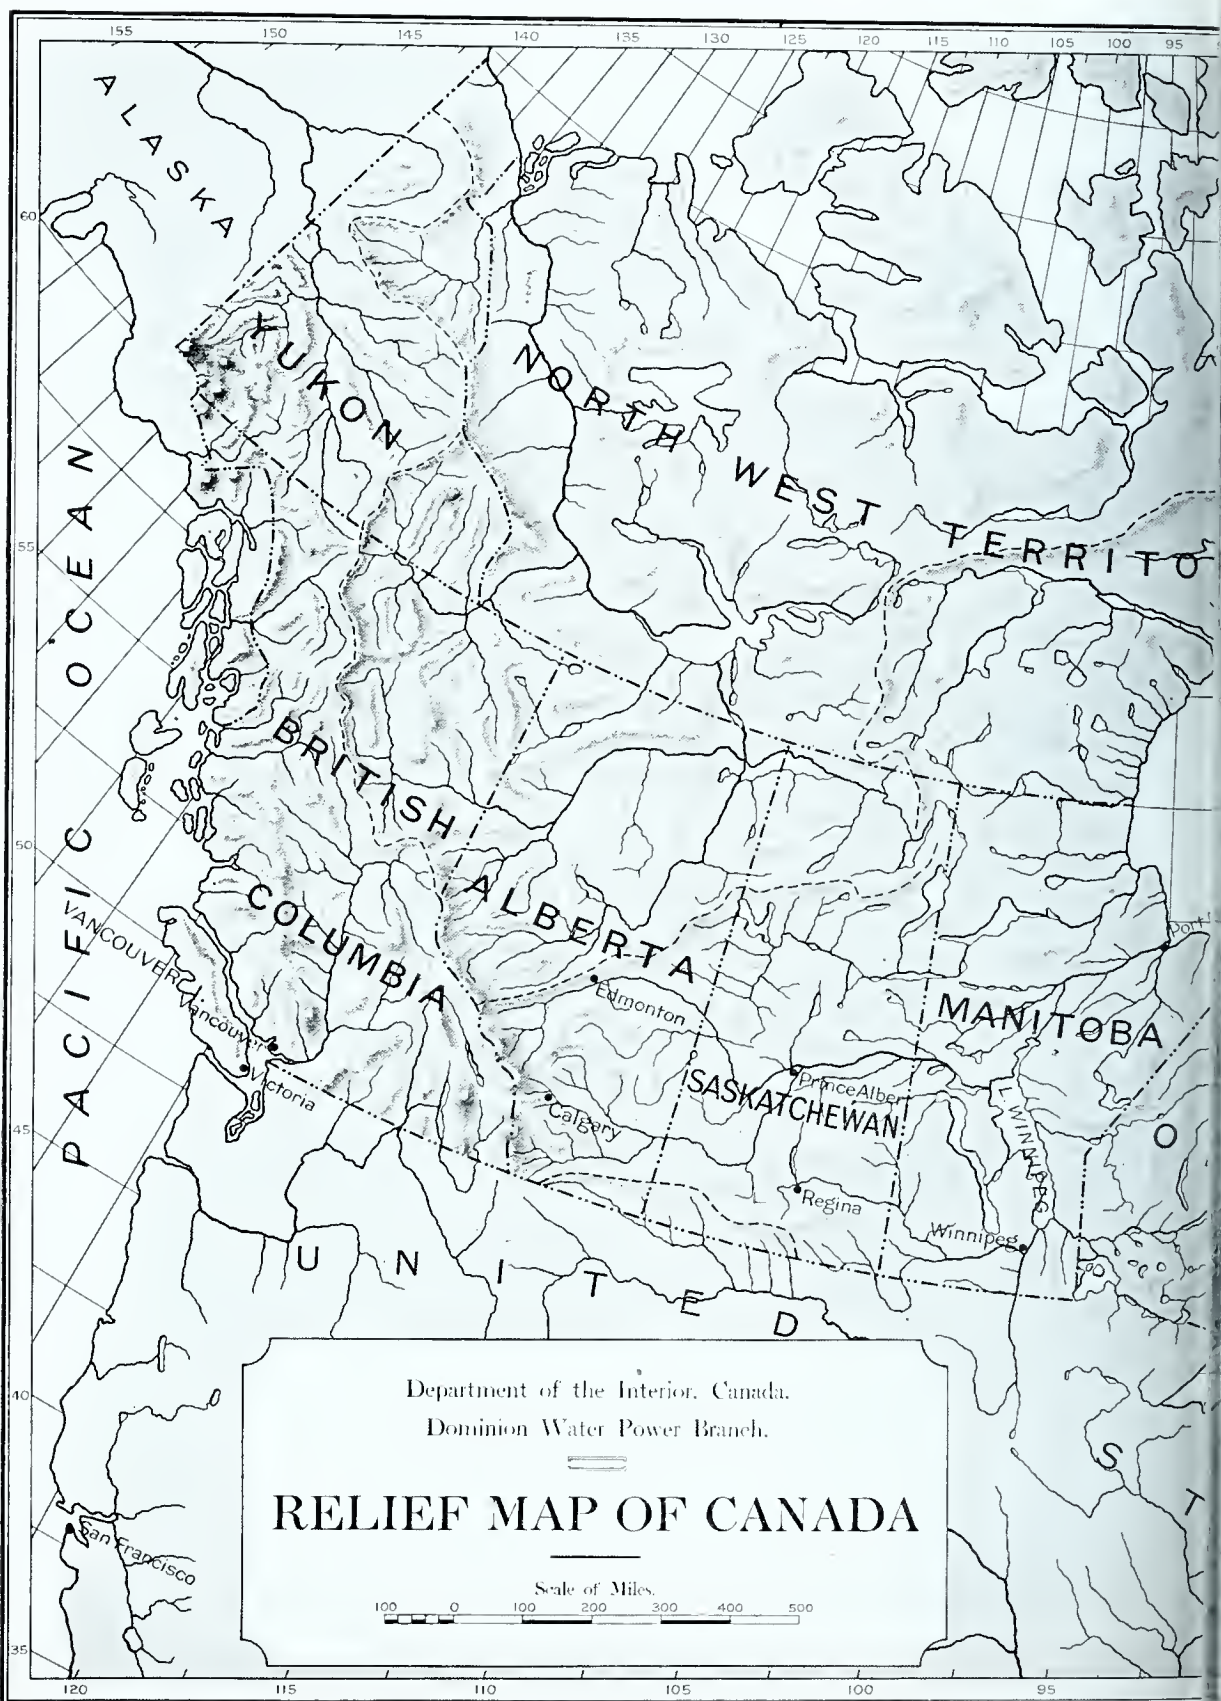 155 150 145 140 135 130 125 120 115 110 105 100 95
ALASKA
60
YUKON
NORTH WEST TERRITO
PACIFIC OCEAN
55
BRITISH
COLUMBIA
50
ALBERTA
VANCOUVER I.
Vancouver
Victoria
Edmonton
Port
MANITOBA
SASKATCHEWAN
Prince Alber
Calgary
L. WINNIPEG
O
45
Regina
Winnipeg
UNITED
S
T
40
Department of the Interior, Canada.
Dominion Water Power Branch.
RELIEF MAP OF CANADA
Scale of Miles.
100 0 100 200 300 400 500
San Francisco
35
120 115 110 105 100 95